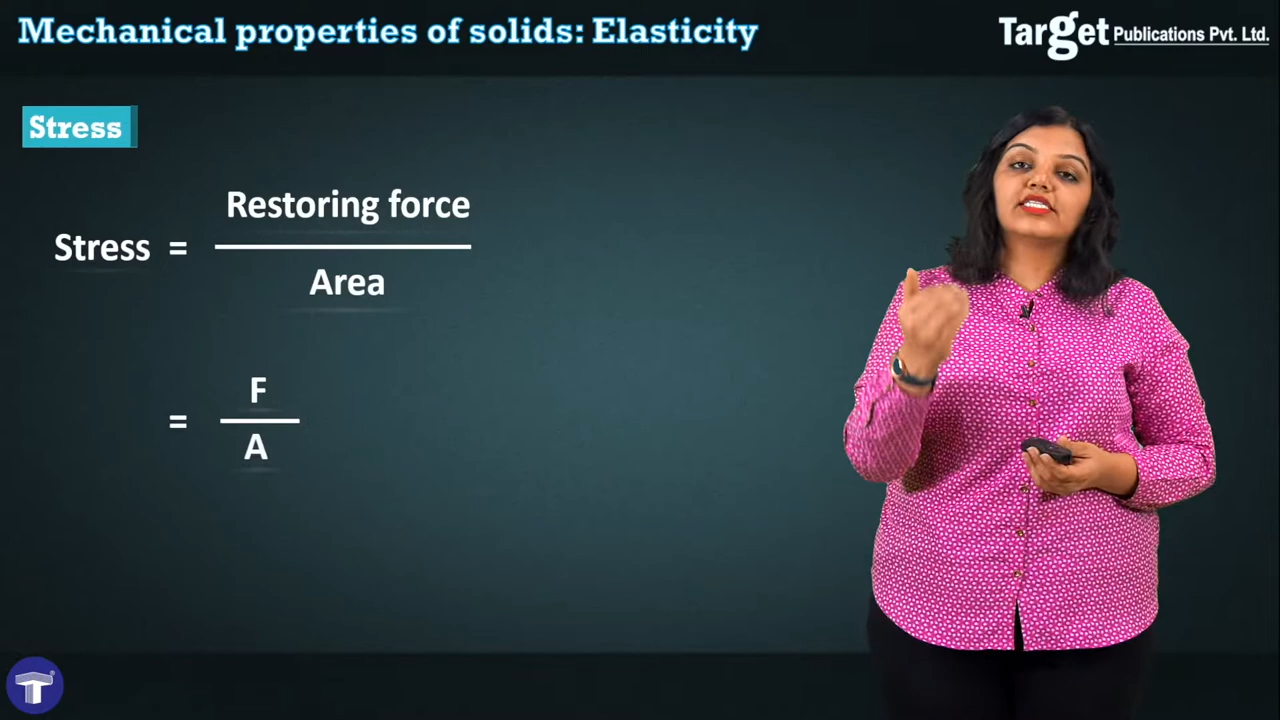 Mechanical properties of solids: Elasticity
Target Publications Pvt. Ltd.
Stress
Restoring force
Stress =
Area
F
=
A